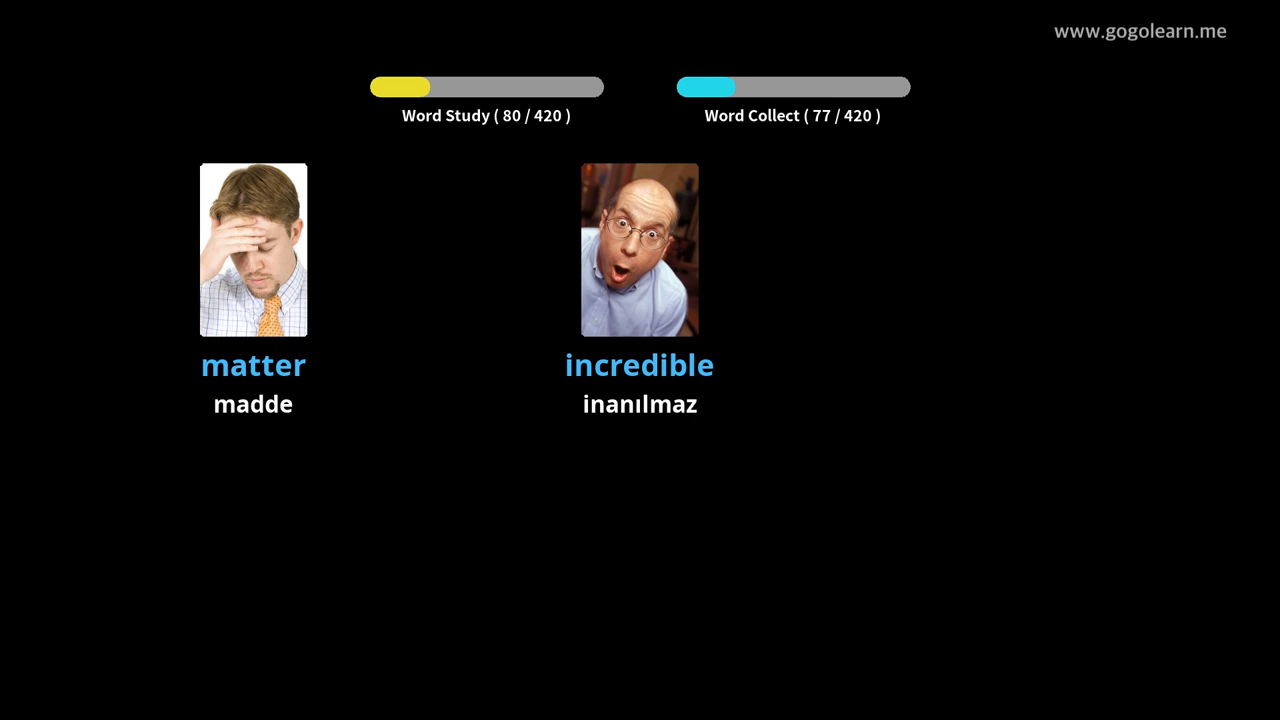 www.gogolearn.me
Word Study ( 80 / 420 )
Word Collect ( 77 / 420 )
matter
madde
incredible
inanılmaz